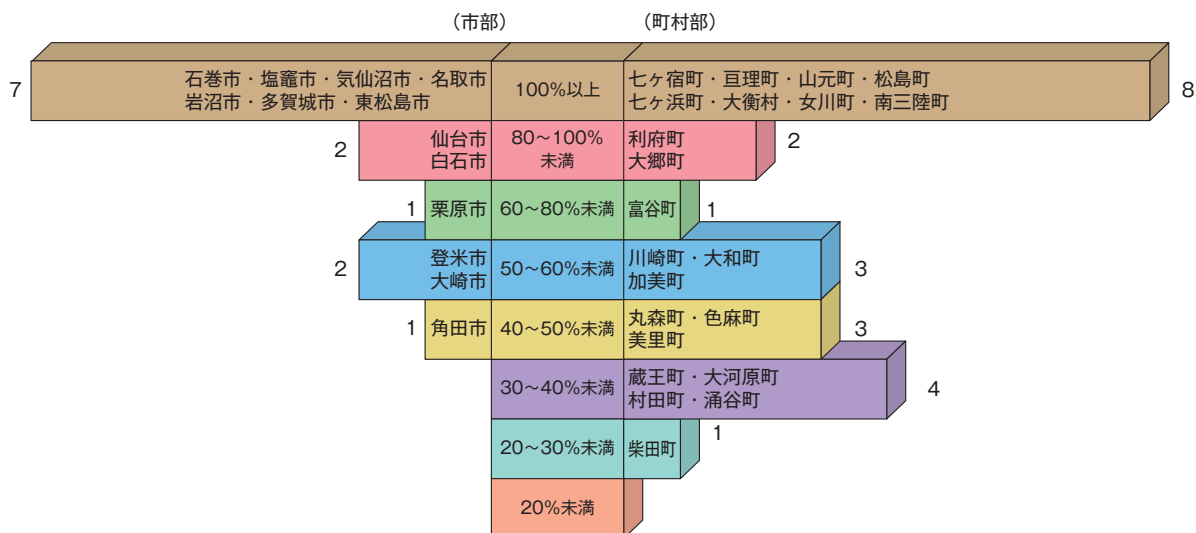 （市部）
（町村部）
7
石巻市・塩竈市・気仙沼市・名取市
岩沼市・多賀城市・東松島市
100%以上
七ヶ宿町・亘理町・山元町・松島町
七ヶ浜町・大衡村・女川町・南三陸町
8
2
仙台市
白石市
80〜100%
未満
利府町
大郷町
2
1
栗原市
60〜80%未満
富谷町
1
2
登米市
大崎市
50〜60%未満
川崎町・大和町
加美町
3
1
角田市
40〜50%未満
丸森町・色麻町
美里町
3
30〜40%未満
蔵王町・大河原町
村田町・涌谷町
4
20〜30%未満
柴田町
1
20%未満